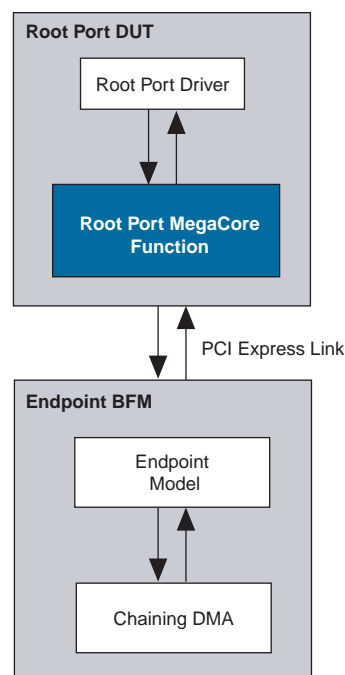 Root Port DUT
Root Port Driver
Root Port MegaCore
Function
PCI Express Link
Endpoint BFM
Endpoint
Model
Chaining DMA